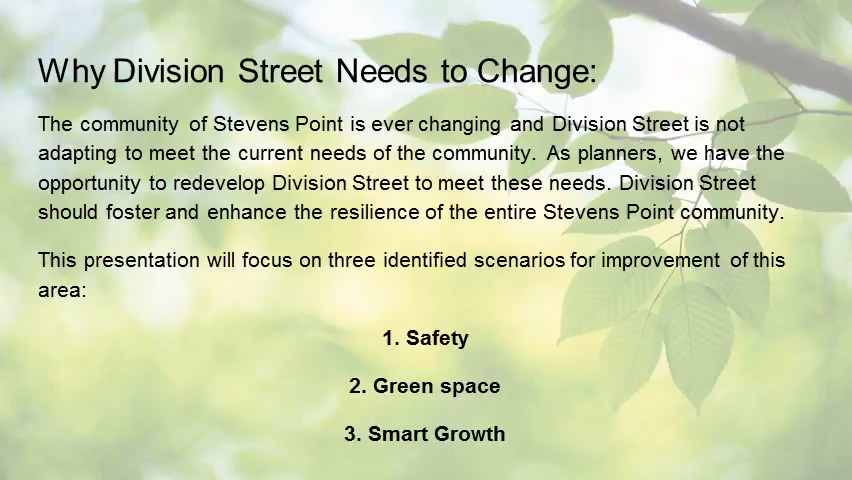 Why Division Street Needs to Change:
The community of Stevens Point is ever changing and Division Street is not
adapting to meet the current needs of the community. As planners, we have the
opportunity to redevelop Division Street to meet these needs. Division Street
should foster and enhance the resilience of the entire Stevens Point community.
This presentation will focus on three identified scenarios for improvement of this
area:
1. Safety
2. Green space
3. Smart Growth